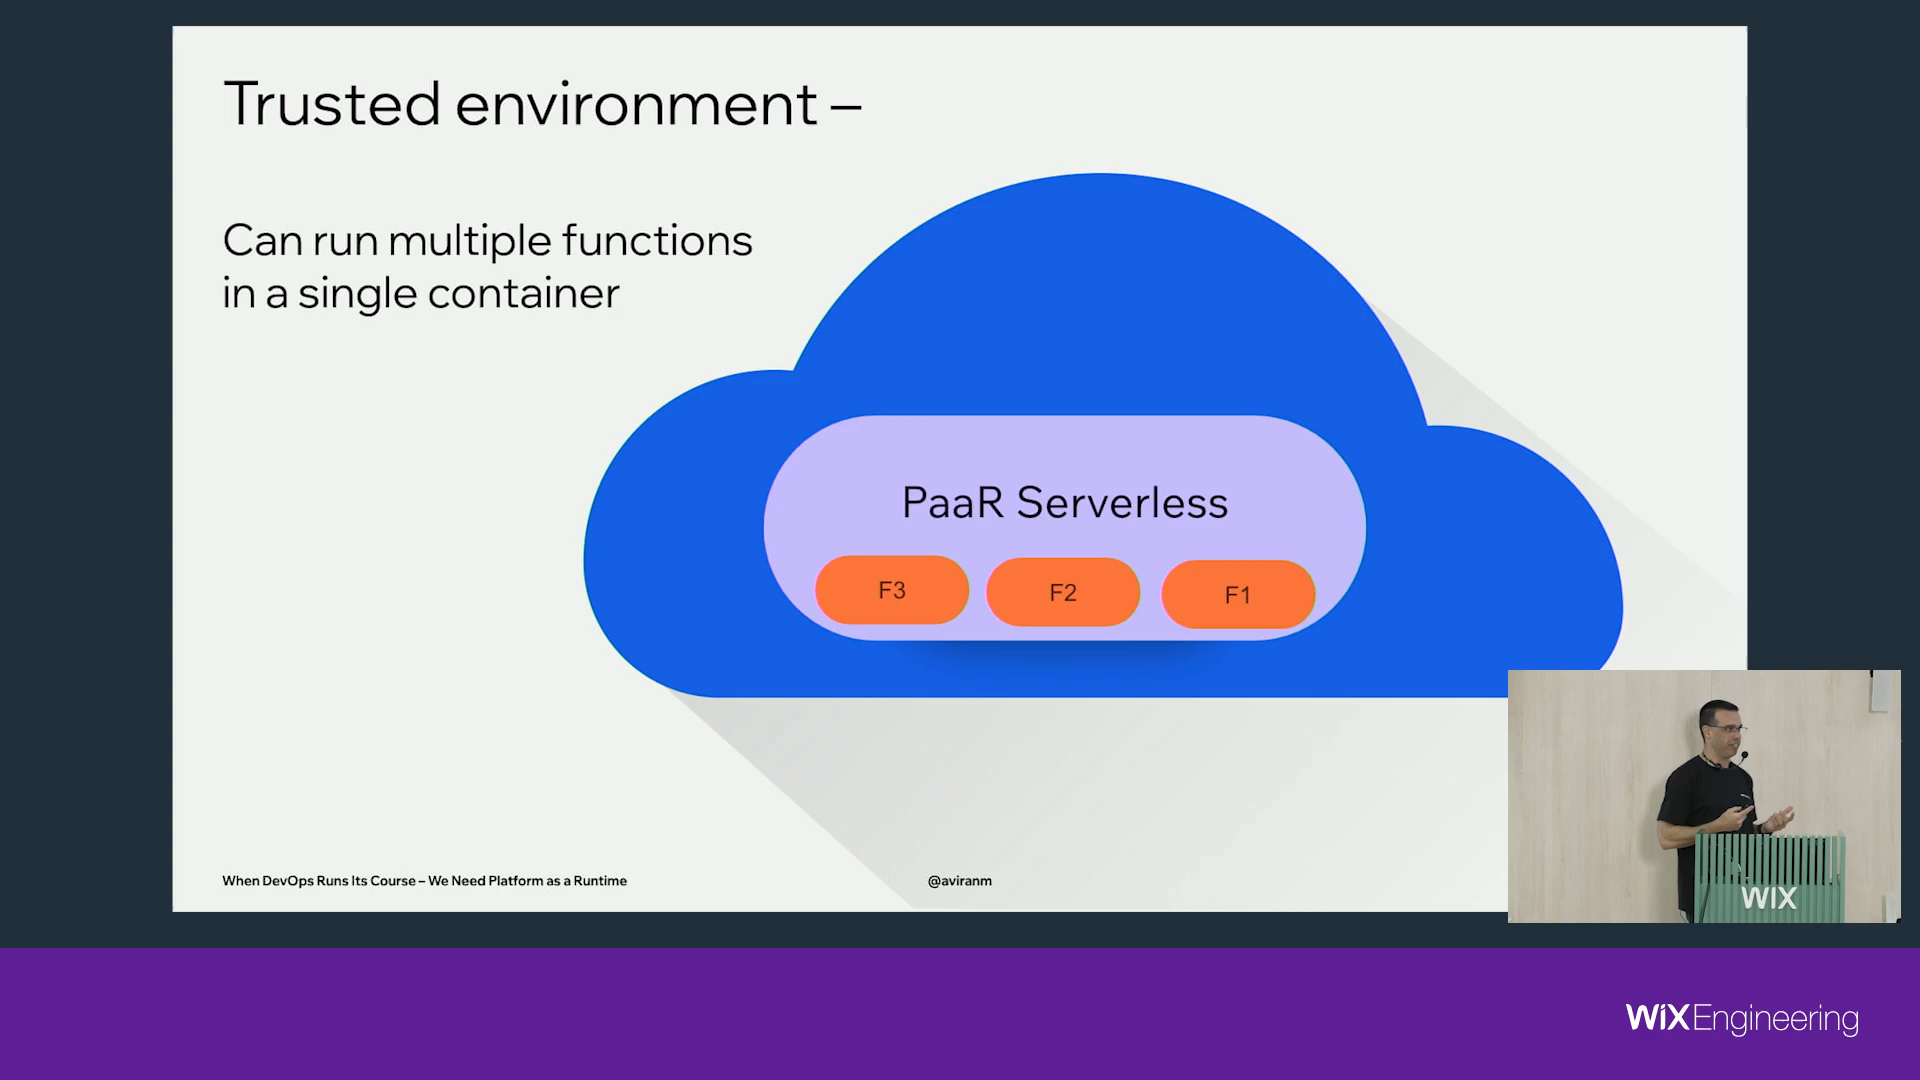 Trusted environment –
Can run multiple functions
in a single container
PaaR Serverless
F3
F2
F1
When DevOps Runs Its Course – We Need Platform as a Runtime
@aviranm
WIX
WIX Engineering